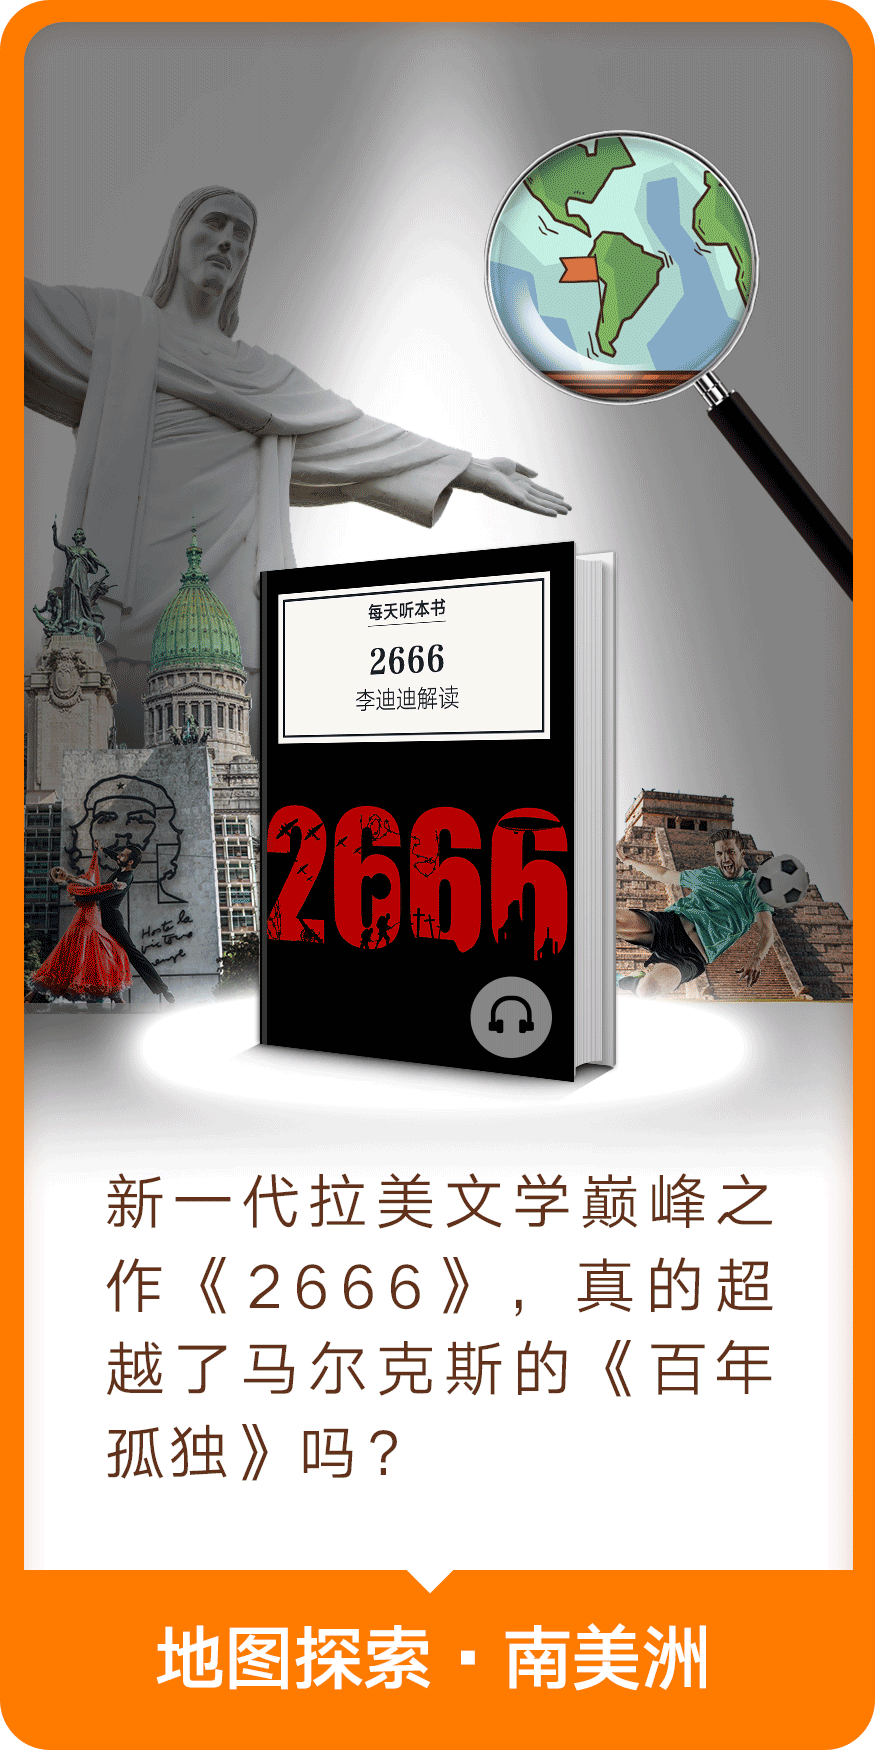 每天听本书
2666
李迪迪解读
2666
新一代拉美文学巅峰之
作《2666》，真的超
越了马尔克斯的《百年
孤独》吗？
地图探索·南美洲